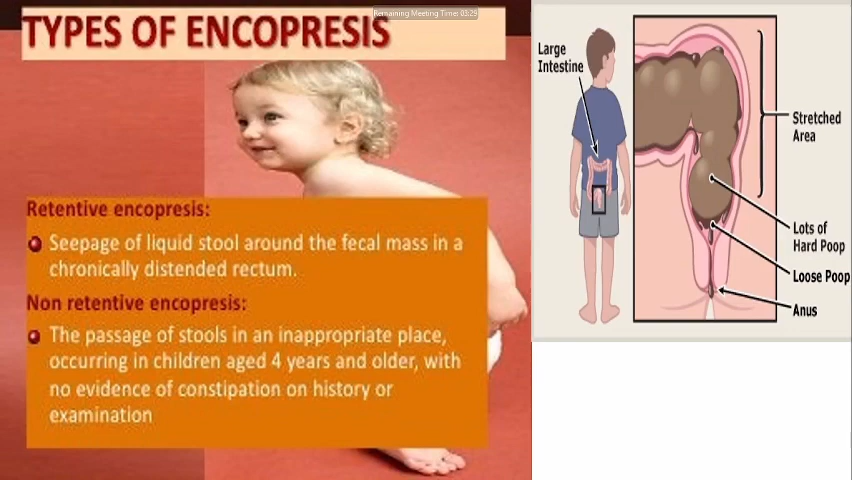 Remaining Meeting Time: 03:29
TYPES OF ENCOPRESIS
Retentive encopresis:
Seepage of liquid stool around the fecal mass in a
chronically distended rectum.
Non retentive encopresis:
The passage of stools in an inappropriate place,
occurring in children aged 4 years and older, with
no evidence of constipation on history or
examination
Large
Intestine
Stretched
Area
Lots of
Hard Poop
Loose Poop
Anus